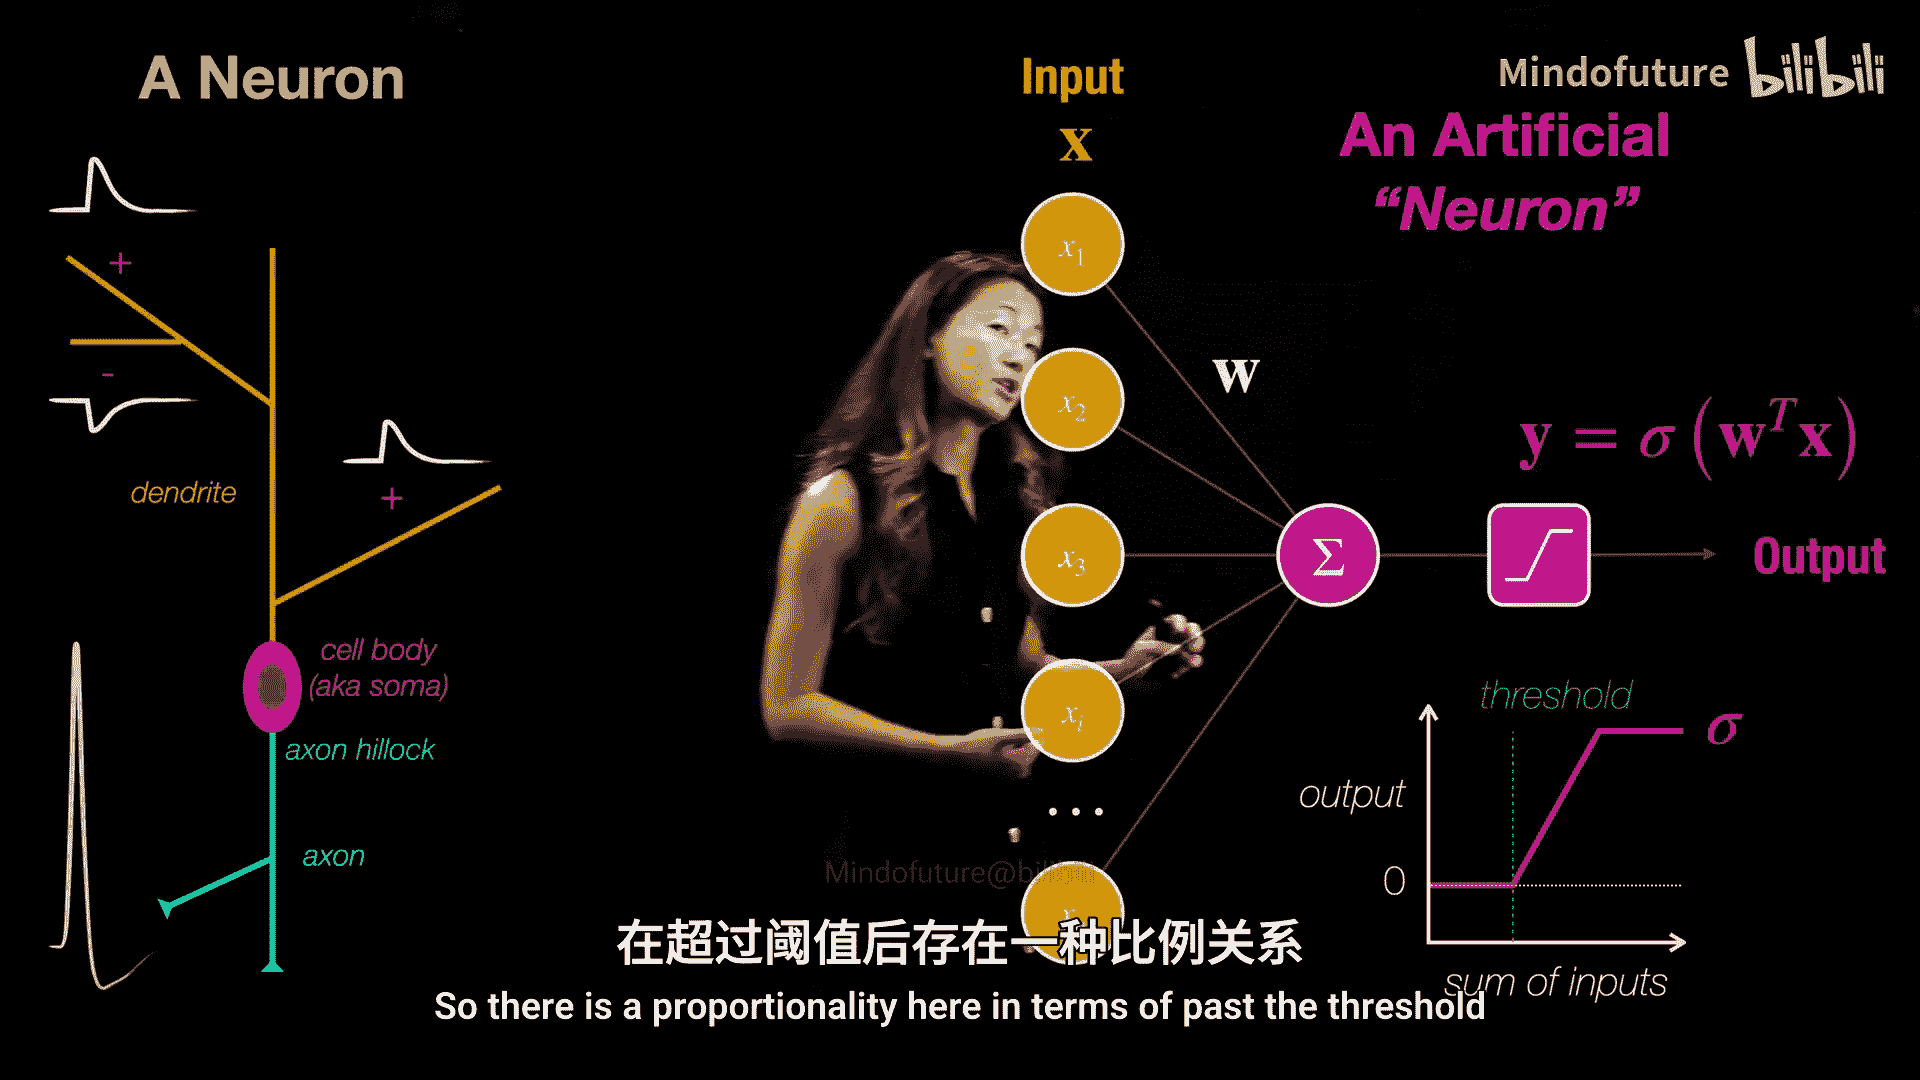 A Neuron
+
-
+
dendrite
cell body
(aka soma)
axon hillock
axon
Input
x
x1
x2
x3
xi
...
w
Σ
Mindofuture bilibili
An Artificial
“Neuron”
y = σ (wᵀx)
Output
threshold
σ
output
0
sum of inputs
Mindofuture@bilibili
在超过阈值后存在一种比例关系
So there is a proportionality here in terms of past the threshold